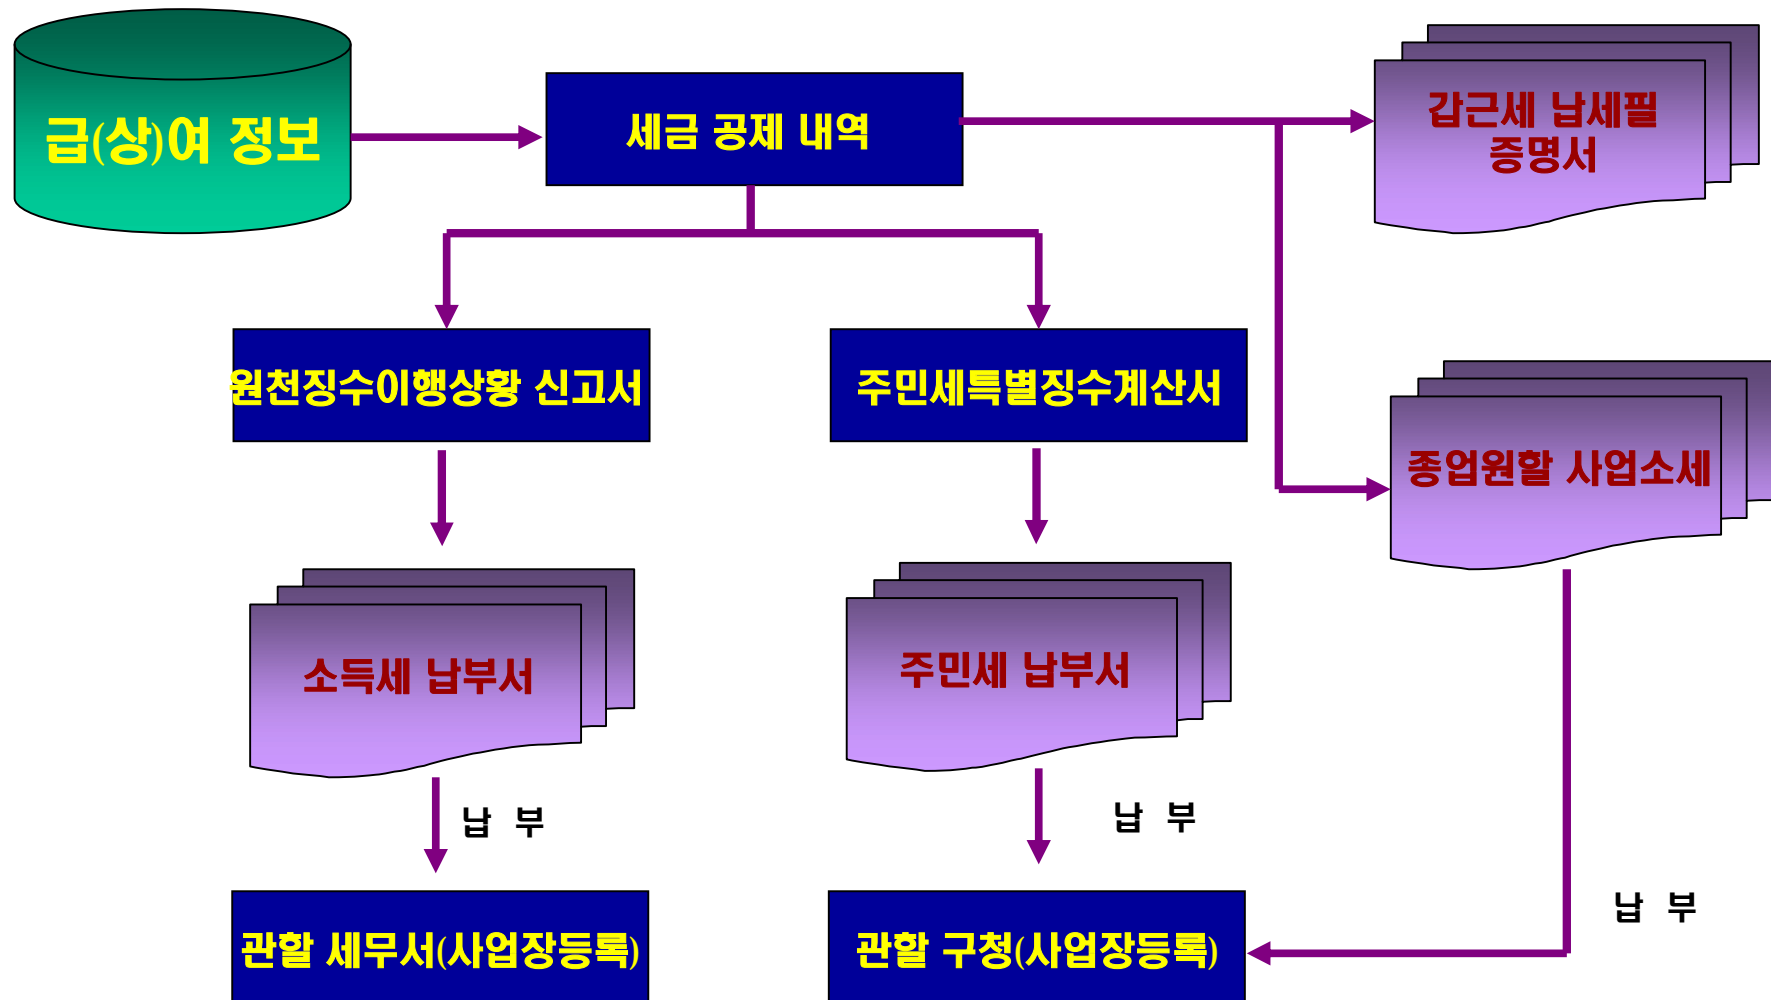 급(상)여 정보
세금 공제 내역
갑근세 납세필
증명서
원천징수이행상황 신고서
주민세특별징수계산서
종업원할 사업소세
소득세 납부서
주민세 납부서
납 부
납 부
납 부
관할 세무서(사업장등록)
관할 구청(사업장등록)